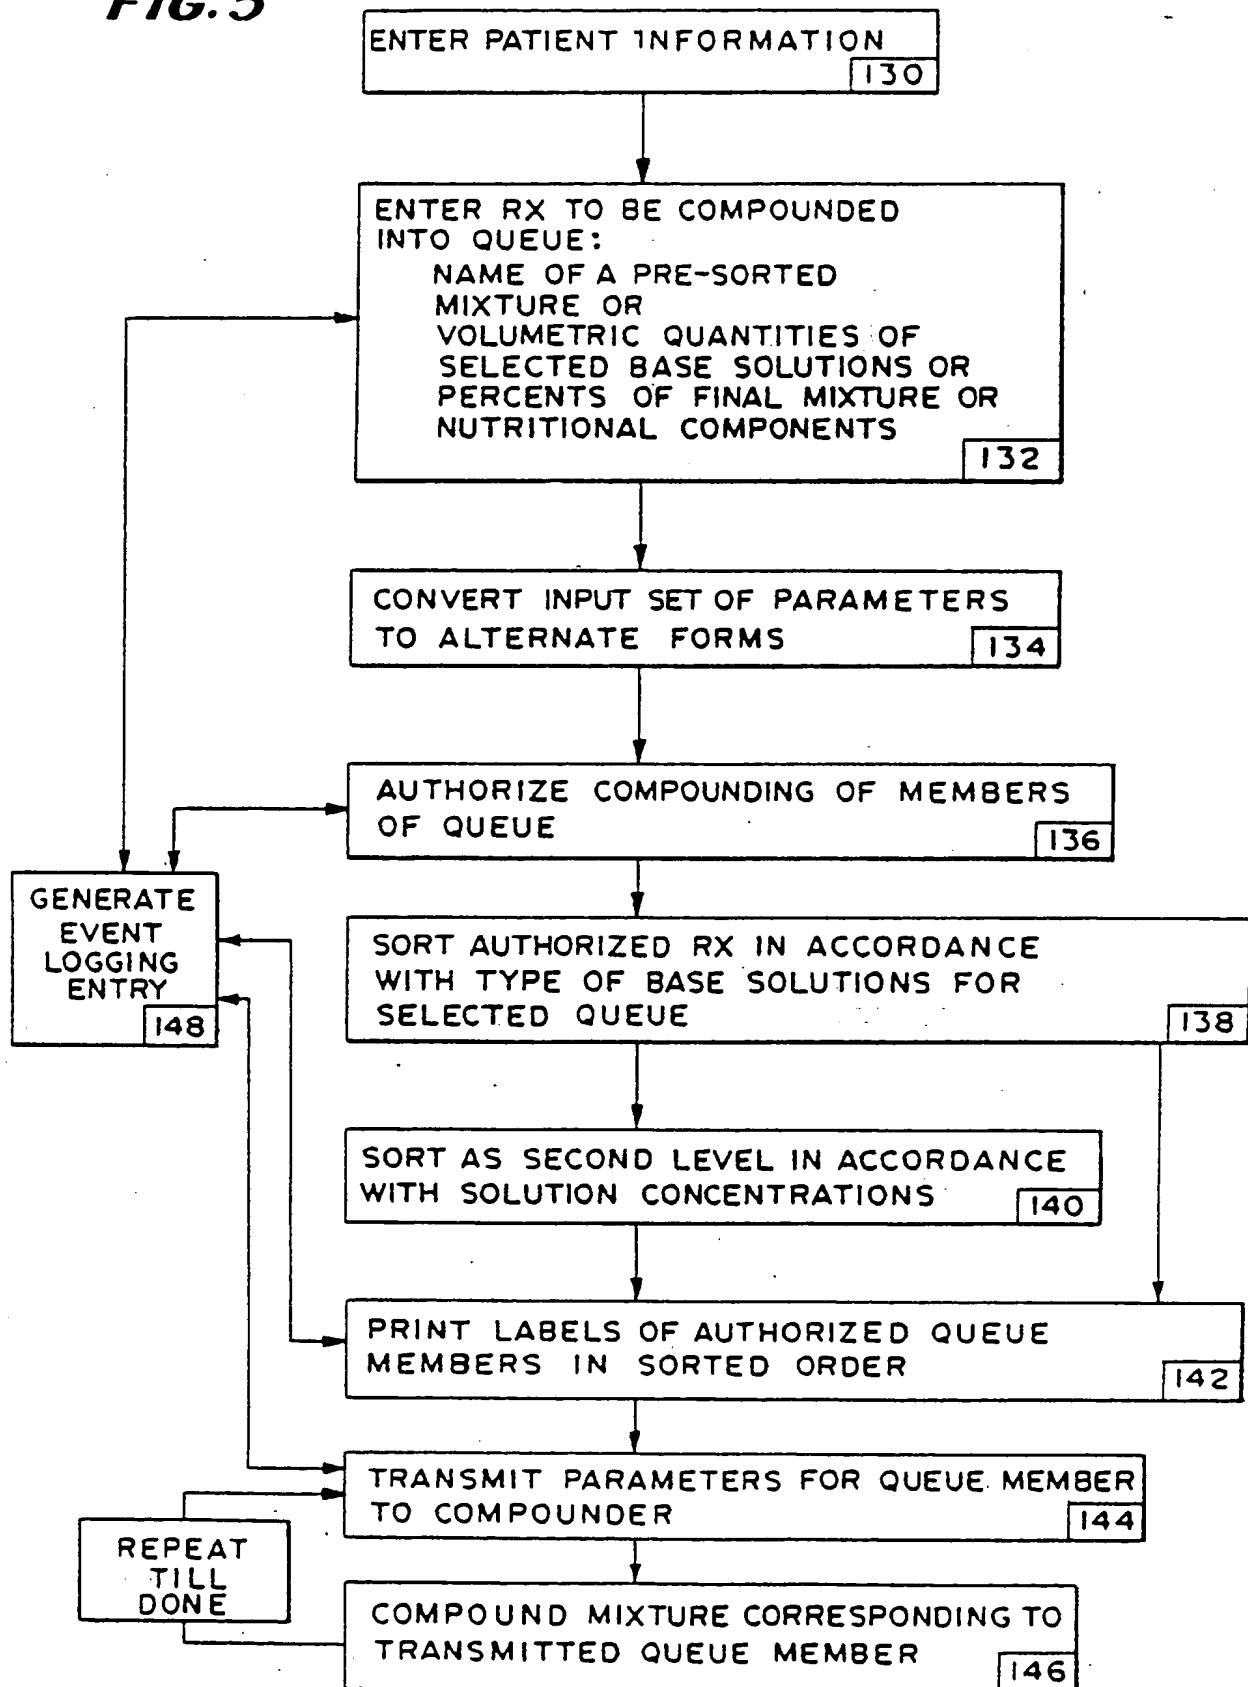 FIG. 5
ENTER PATIENT INFORMATION
130
ENTER RX TO BE COMPOUNDED
INTO QUEUE:
NAME OF A PRE-SORTED
MIXTURE OR
VOLUMETRIC QUANTITIES OF
SELECTED BASE SOLUTIONS OR
PERCENTS OF FINAL MIXTURE OR
NUTRITIONAL COMPONENTS
132
CONVERT INPUT SET OF PARAMETERS
TO ALTERNATE FORMS
134
AUTHORIZE COMPOUNDING OF MEMBERS
OF QUEUE
136
GENERATE
EVENT
LOGGING
ENTRY
148
SORT AUTHORIZED RX IN ACCORDANCE
WITH TYPE OF BASE SOLUTIONS FOR
SELECTED QUEUE
138
SORT AS SECOND LEVEL IN ACCORDANCE
WITH SOLUTION CONCENTRATIONS
140
PRINT LABELS OF AUTHORIZED QUEUE
MEMBERS IN SORTED ORDER
142
TRANSMIT PARAMETERS FOR QUEUE MEMBER
TO COMPOUNDER
144
REPEAT
TILL
DONE
COMPOUND MIXTURE CORRESPONDING TO
TRANSMITTED QUEUE MEMBER
146